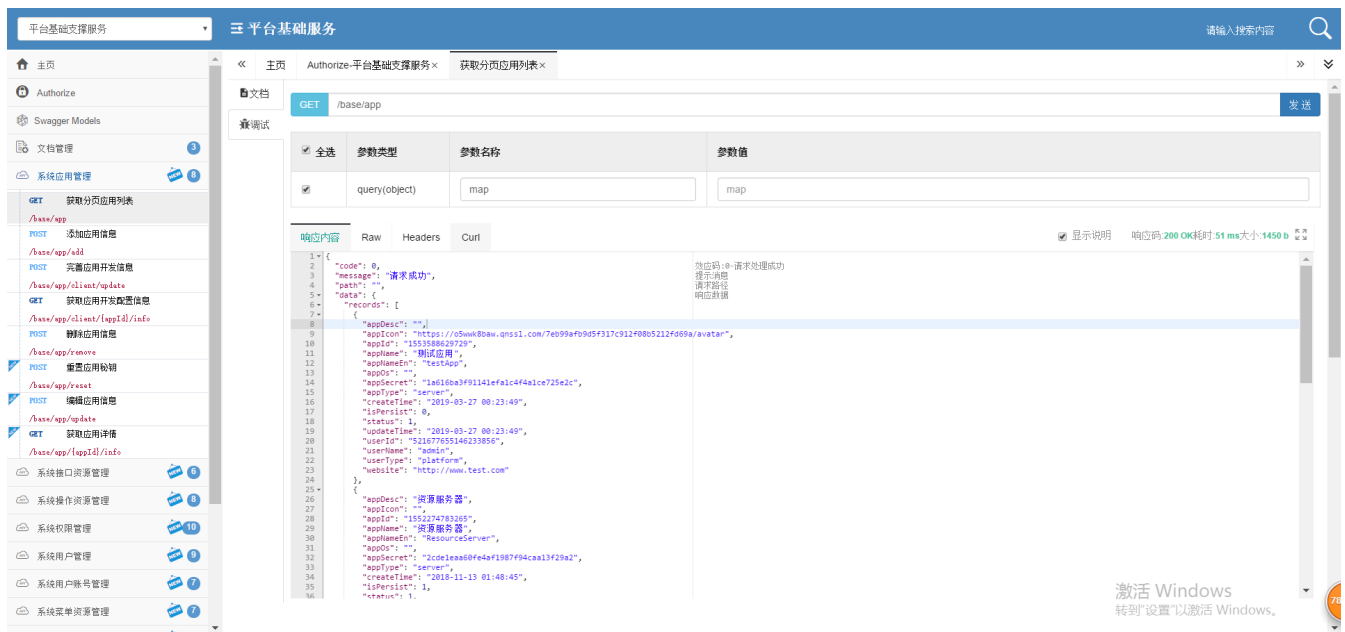 平台基础支撑服务
平台基础服务
请输入搜索内容
主页
Authorize
Swagger Models
文档管理 3
系统应用管理 NEW 8
GET 获取分页应用列表
/base/app
POST 添加应用信息
/base/app/add
POST 完善应用开发信息
/base/app/client/update
GET 获取应用开发配置信息
/base/app/client/{appId}/info
POST 删除应用信息
/base/app/remove
POST 重置应用秘钥
/base/app/reset
POST 编辑应用信息
/base/app/update
GET 获取应用详情
/base/app/{appId}/info
系统接口资源管理 NEW 6
系统操作资源管理 NEW 8
系统权限管理 NEW 10
系统用户管理 NEW 9
系统用户账号管理 NEW 7
系统菜单资源管理 NEW 7
主页 Authorize-平台基础支撑服务× 获取分页应用列表×
文档
调试
GET /base/app 发 送
全选 参数类型 参数名称 参数值
query(object) map map
响应内容 Raw Headers Curl 显示说明 响应码:200 OK耗时:51 ms大小:1450 b
1 {
2 "code": 0, 效应码:0-请求处理成功
3 "message": "请求成功", 提示消息
4 "path": "", 请求路径
5 "data": { 响应数据
6 "records": [
7 {
8 "appDesc": "",
9 "appIcon": "https://o5wwk8baw.qnssl.com/7eb99afb9d5f317c912f08b5212fd69a/avatar",
10 "appId": "1553588629729",
11 "appName": "测试应用",
12 "appNameEn": "testApp",
13 "appOs": "",
14 "appSecret": "1a616ba3f91141efa1c4f4a1ce725e2c",
15 "appType": "server",
16 "createTime": "2019-03-27 00:23:49",
17 "isPersist": 0,
18 "status": 1,
19 "updateTime": "2019-03-27 00:23:49",
20 "userId": "521677655146233856",
21 "userName": "admin",
22 "userType": "platform",
23 "website": "http://www.test.com"
24 },
25 {
26 "appDesc": "资源服务器",
27 "appIcon": "",
28 "appId": "1552274783265",
29 "appName": "资源服务器",
30 "appNameEn": "ResourceServer",
31 "appOs": "",
32 "appSecret": "2cde1eaa60fe4af1987f94caa13f29a2",
33 "appType": "server",
34 "createTime": "2018-11-13 01:48:45",
35 "isPersist": 1,
36 "status": 1,
激活 Windows
转到"设置"以激活 Windows。
78